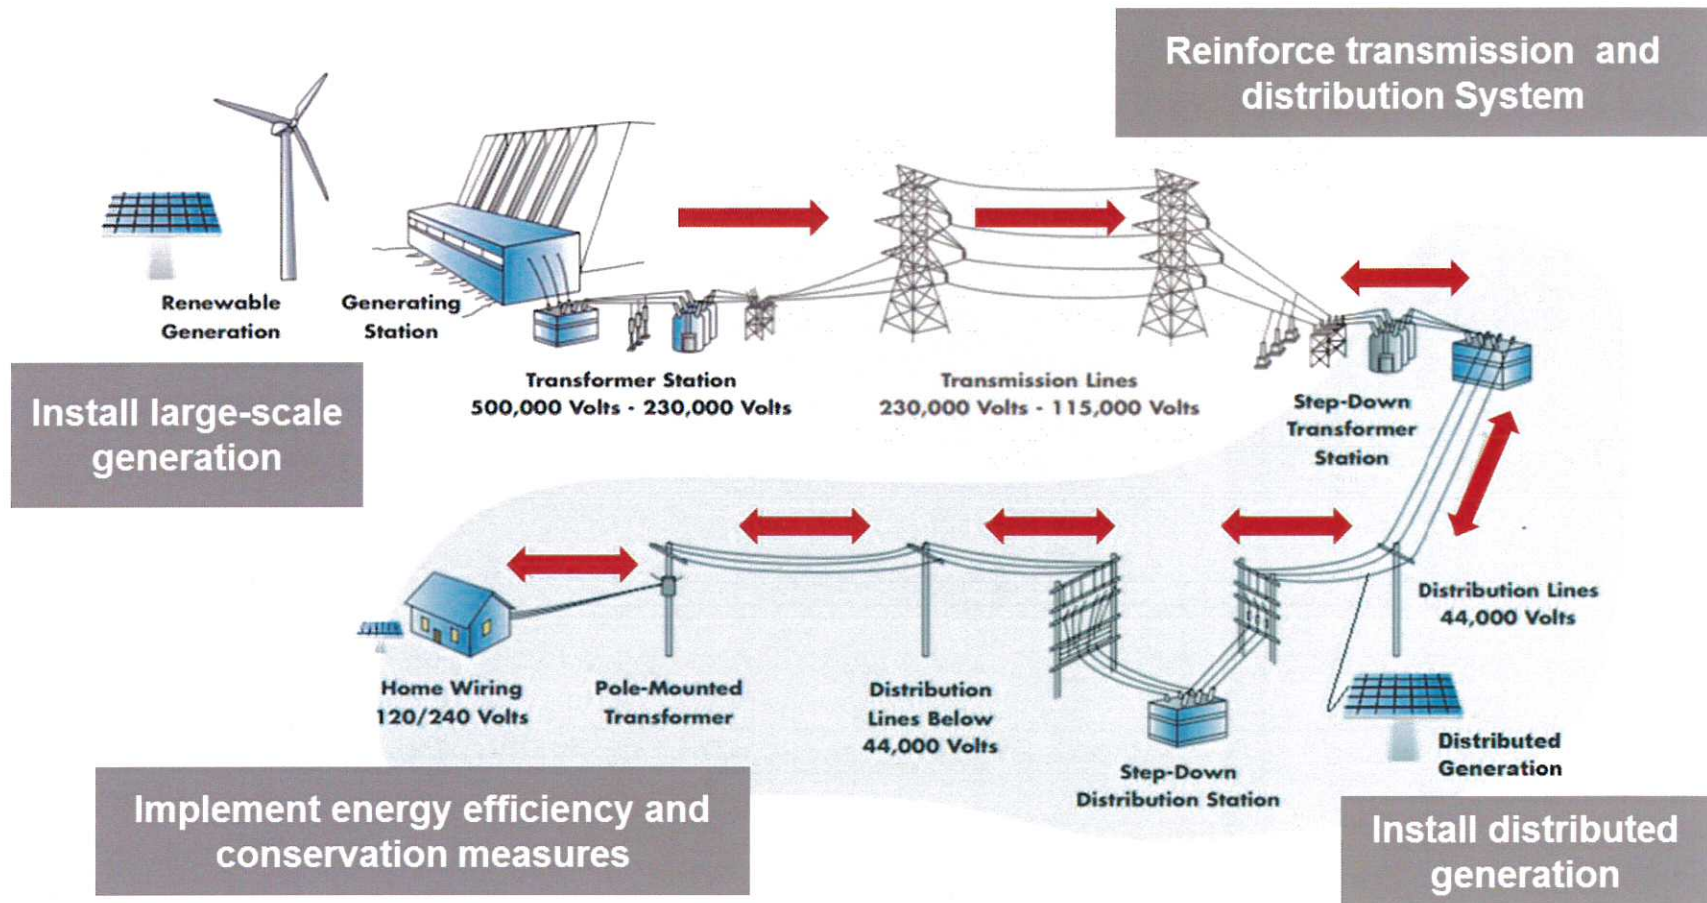 Reinforce transmission and
distribution System
Renewable
Generation
Generating
Station
Transformer Station
500,000 Volts - 230,000 Volts
Transmission Lines
230,000 Volts - 115,000 Volts
Step-Down
Transformer
Station
Install large-scale
generation
Distribution Lines
44,000 Volts
Home Wiring
120/240 Volts
Pole-Mounted
Transformer
Distribution
Lines Below
44,000 Volts
Step-Down
Distribution Station
Distributed
Generation
Implement energy efficiency and
conservation measures
Install distributed
generation